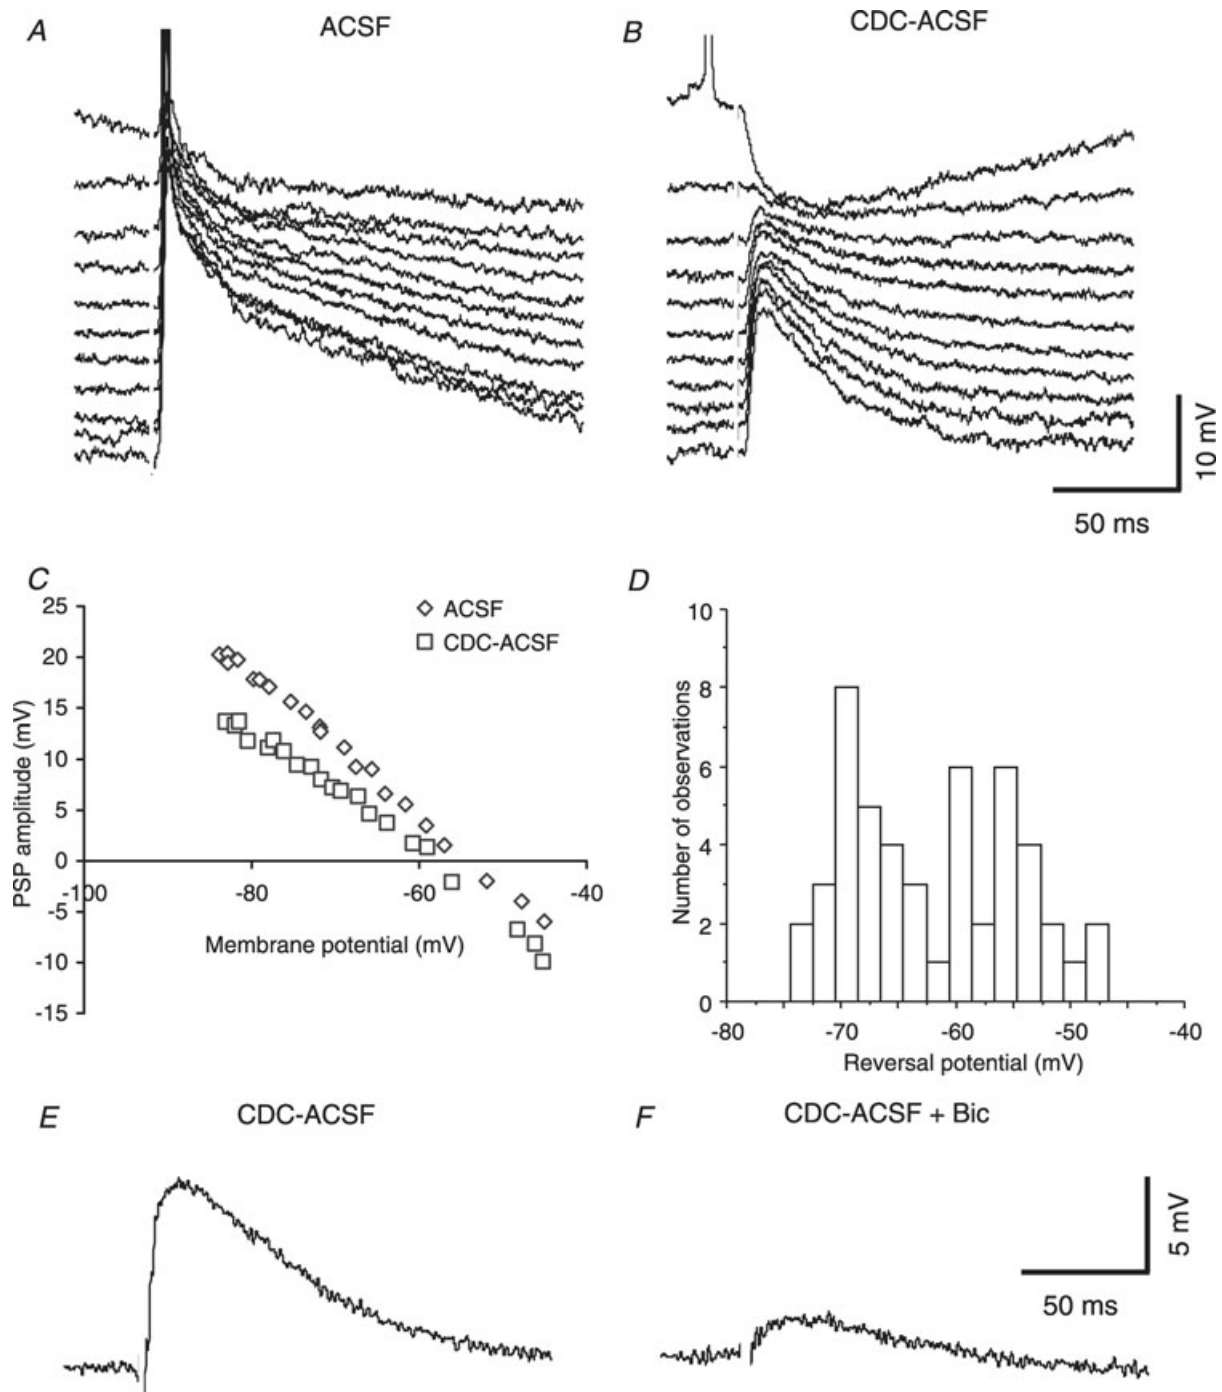 A
ACSF
B
CDC-ACSF
10 mV
50 ms
C
25
20
15
10
5
0
-5
-10
-15
PSP amplitude (mV)
ACSF
CDC-ACSF
-100
-80
-60
-40
Membrane potential (mV)
D
10
8
6
4
2
0
Number of observations
-80
-70
-60
-50
-40
Reversal potential (mV)
E
CDC-ACSF
F
CDC-ACSF + Bic
5 mV
50 ms